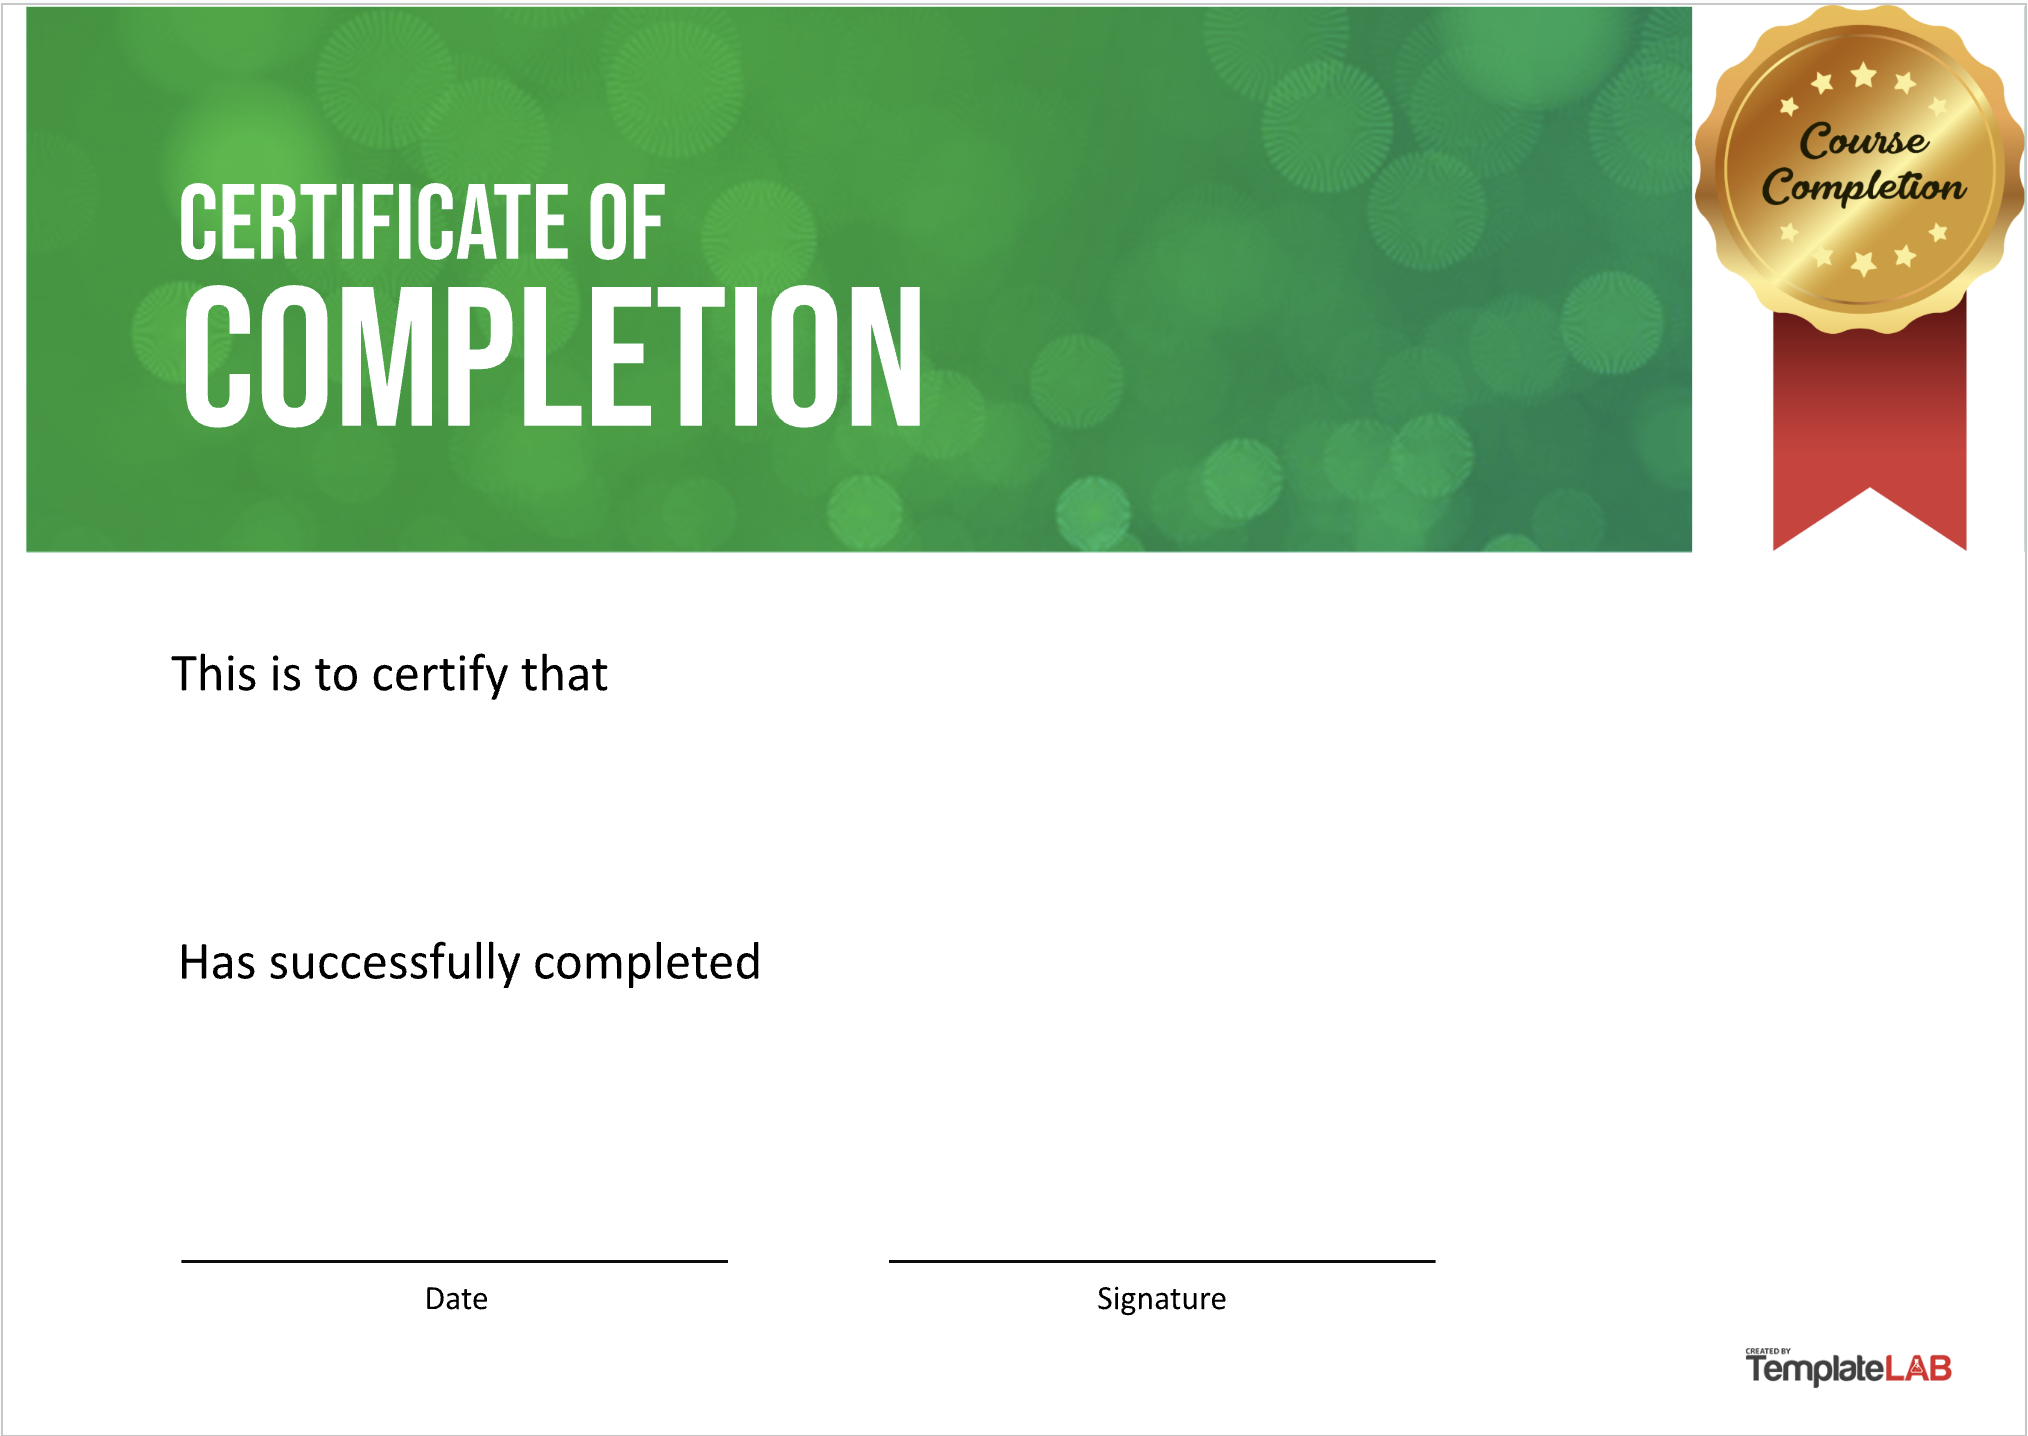 CERTIFICATE OF
COMPLETION
Course
Completion
This is to certify that
Has successfully completed
Date
Signature
CREATED BY
TemplateLAB